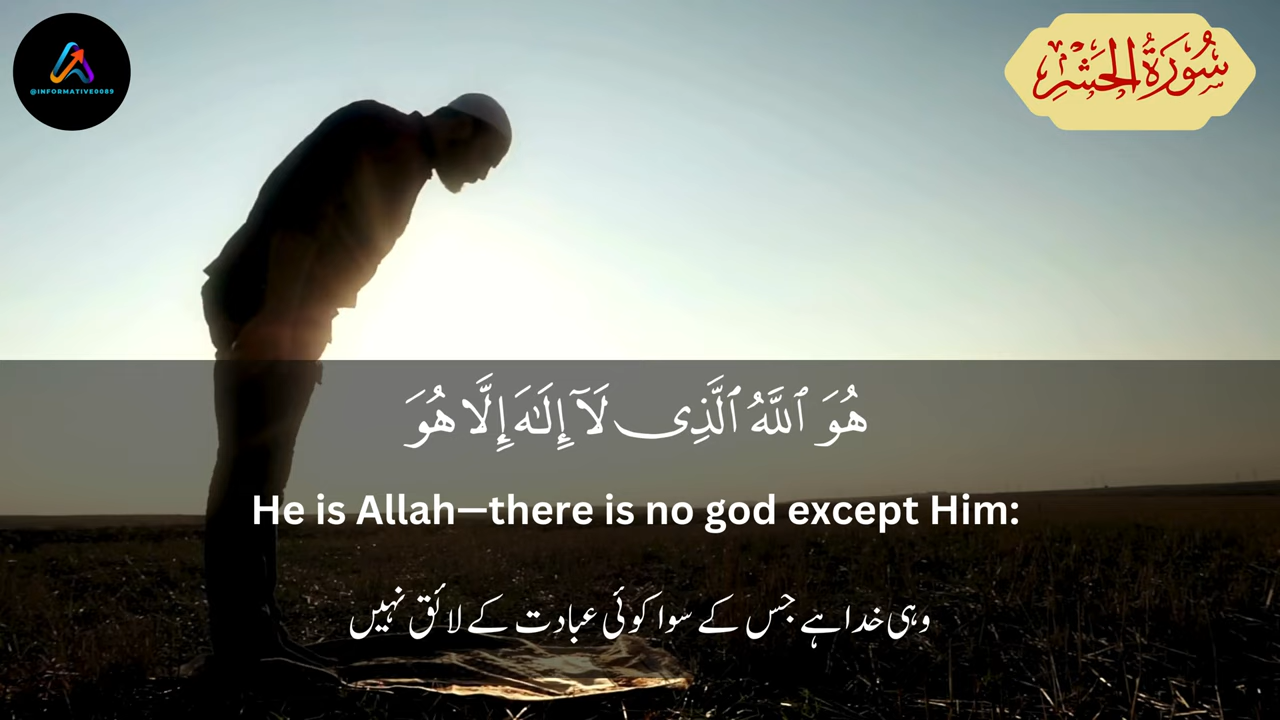 @INFORMATIVE0089
سُورَةُ الحَشْرِ
هُوَ ٱللَّهُ ٱلَّذِى لَآ إِلَـٰهَ إِلَّا هُوَ
He is Allah—there is no god except Him:
وہی خدا ہے جس کے سوا کوئی عبادت کے لائق نہیں